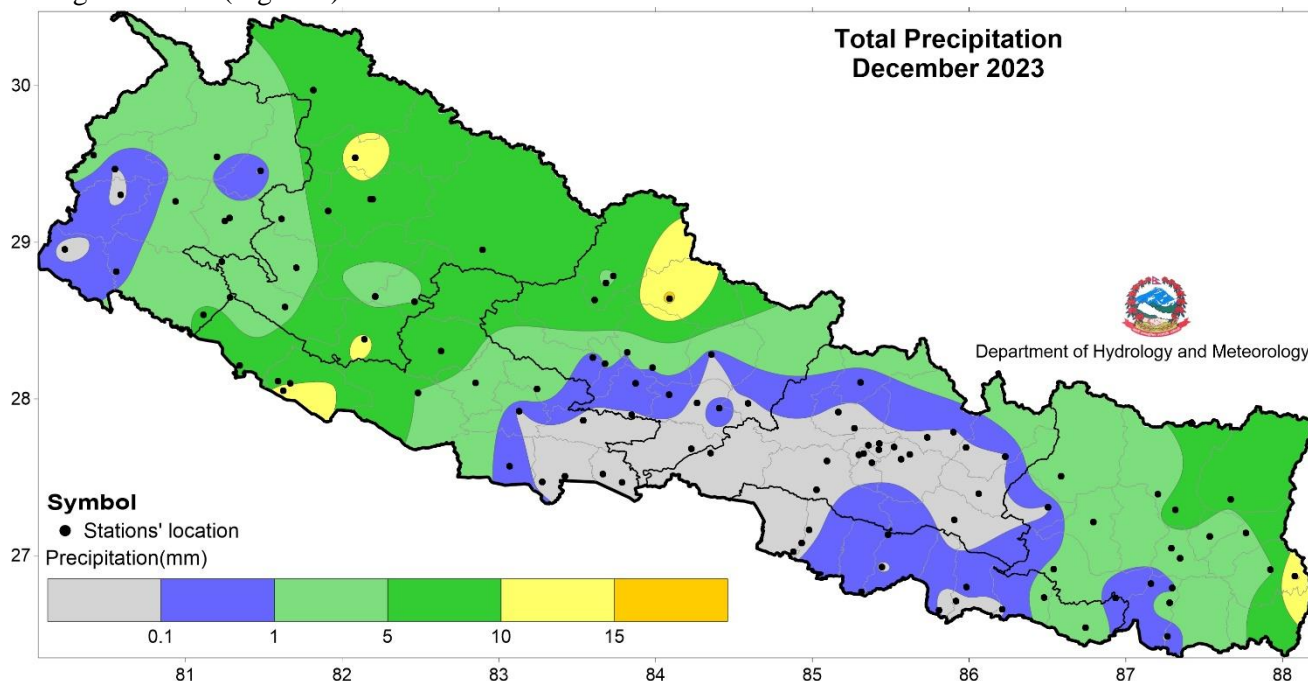 Total Precipitation
December 2023
30
29
28
27
Department of Hydrology and Meteorology
Symbol
Stations' location
Precipitation(mm)
0.1 1 5 10 15
81 82 83 84 85 86 87 88